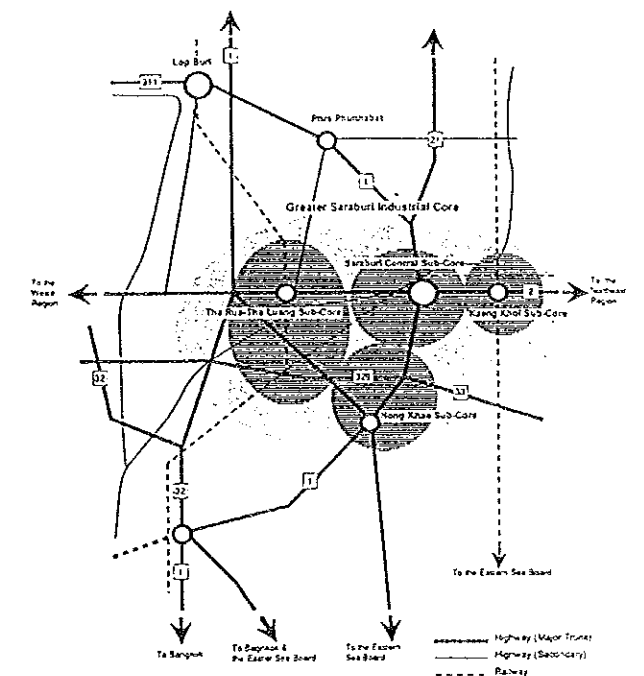 Lop Buri
1
311
Phra Phutthabat
21
1
Greater Saraburi Industrial Core
Saraburi Central Sub-Core
To the
Region
To the
Region
2
Tha Rua-Tha Luang Sub-Core
Kaeng Khoi Sub-Core
32
329
33
Nong Khae Sub-Core
1
32
1
To the Eastern Sea Board
To Bangkok
To Bangkok &
the Easter Sea Board
To the Eastern
Sea Board
Highway (Major Trunk)
Highway (Secondary)
Railway